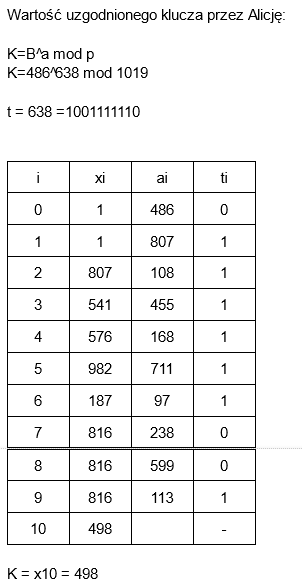 Wartość uzgodnionego klucza przez Alicję:
K=B^a mod p
K=486^638 mod 1019
t = 638 =1001111110
i xi ai ti
0 1 486 0
1 1 807 1
2 807 108 1
3 541 455 1
4 576 168 1
5 982 711 1
6 187 97 1
7 816 238 0
8 816 599 0
9 816 113 1
10 498 -
K = x10 = 498